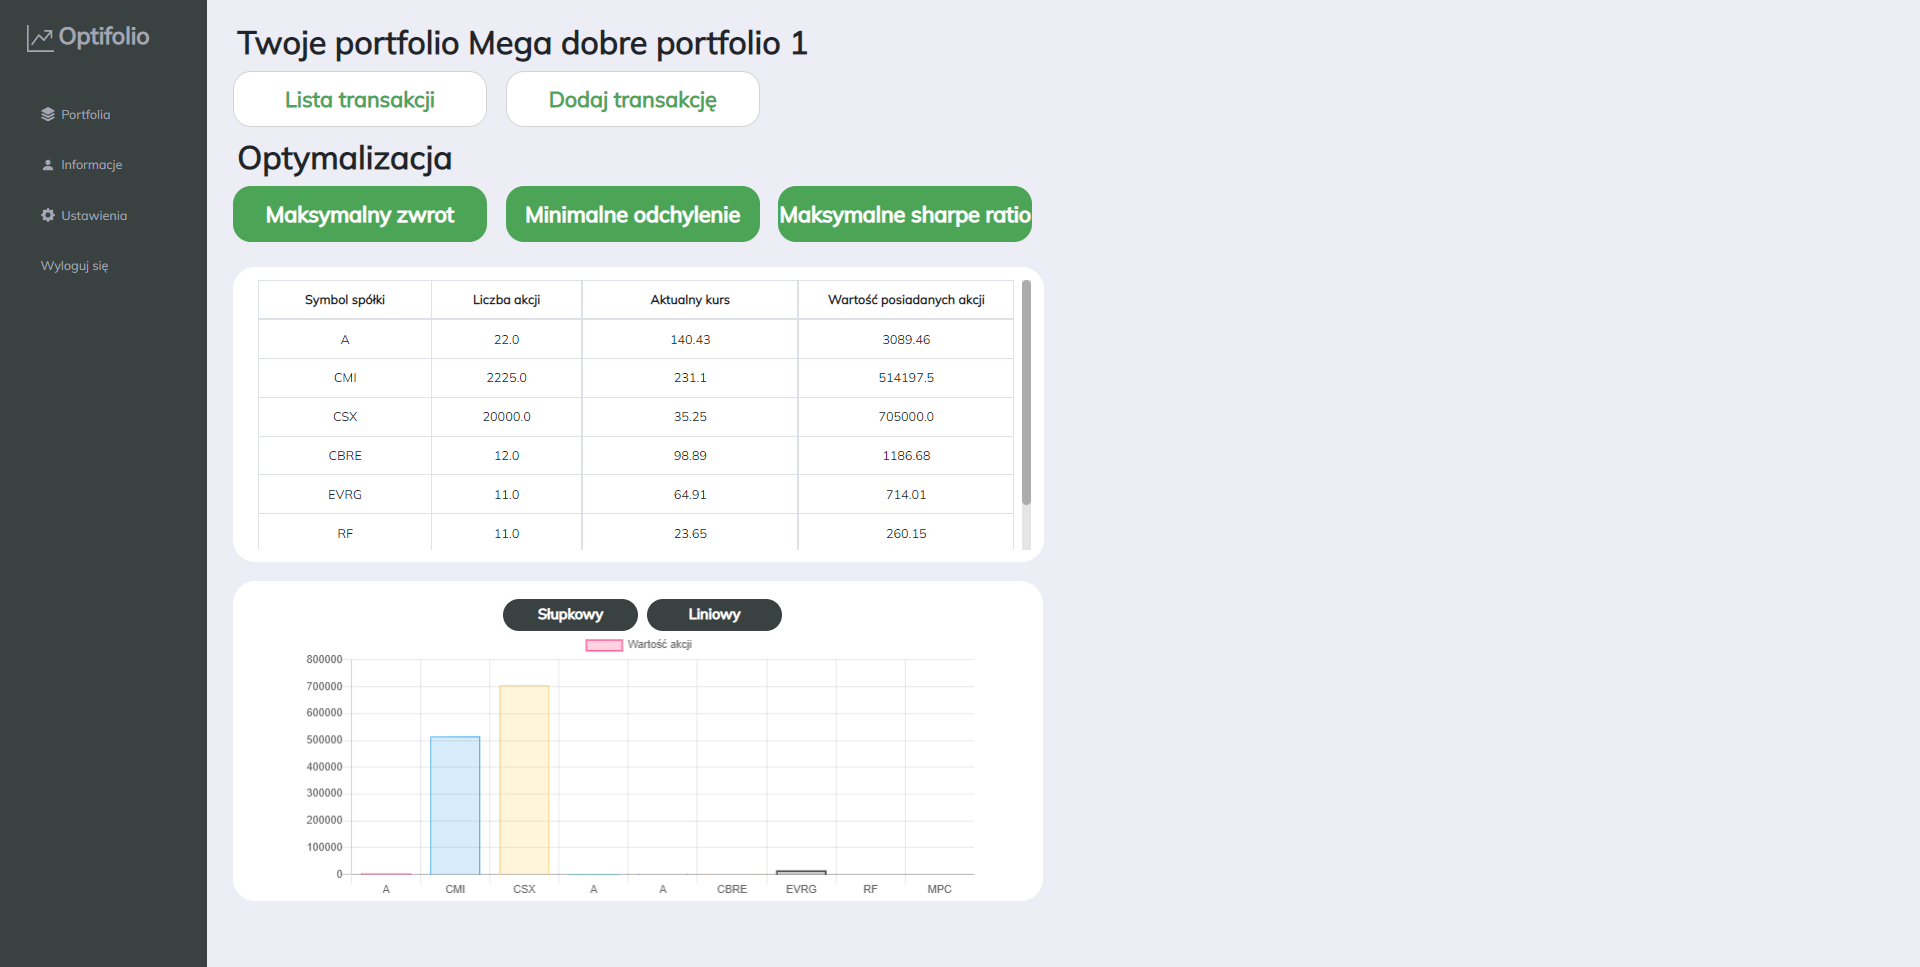 Optifolio
Portfolia
Informacje
Ustawienia
Wyloguj się
Twoje portfolio Mega dobre portfolio 1
Lista transakcji Dodaj transakcję
Optymalizacja
Maksymalny zwrot Minimalne odchylenie Maksymalne sharpe ratio
Symbol spółki Liczba akcji Aktualny kurs Wartość posiadanych akcji
A 22.0 140.43 3089.46
CMI 2225.0 231.1 514197.5
CSX 20000.0 35.25 705000.0
CBRE 12.0 98.89 1186.68
EVRG 11.0 64.91 714.01
RF 11.0 23.65 260.15
Słupkowy Liniowy
Wartość akcji
800000
700000
600000
500000
400000
300000
200000
100000
0
A CMI CSX A A CBRE EVRG RF MPC